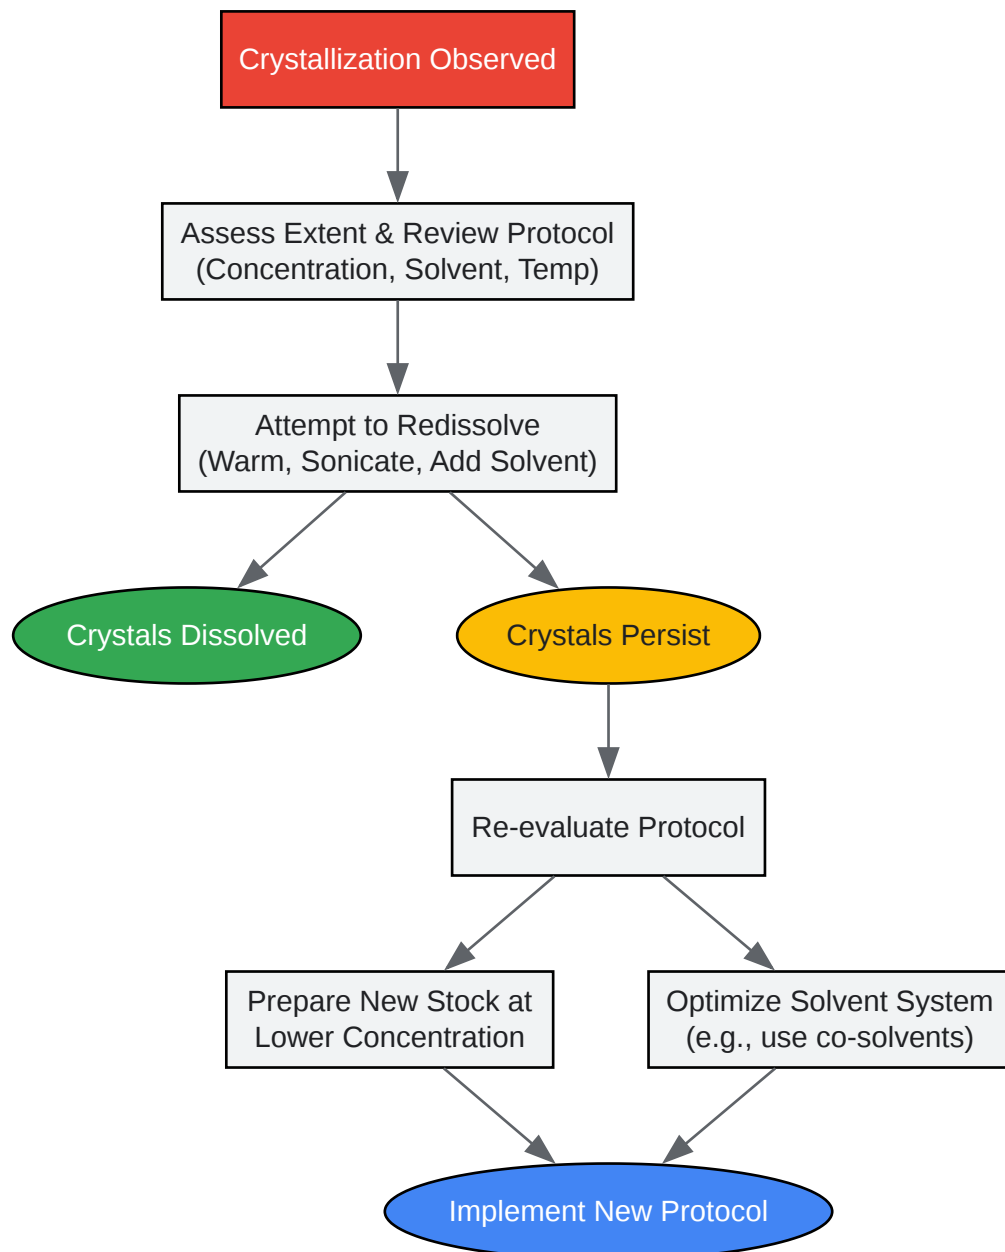 Crystallization Observed
Assess Extent & Review Protocol
(Concentration, Solvent, Temp)
Attempt to Redissolve
(Warm, Sonicate, Add Solvent)
Crystals Dissolved
Crystals Persist
Re-evaluate Protocol
Prepare New Stock at
Lower Concentration
Optimize Solvent System
(e.g., use co-solvents)
Implement New Protocol